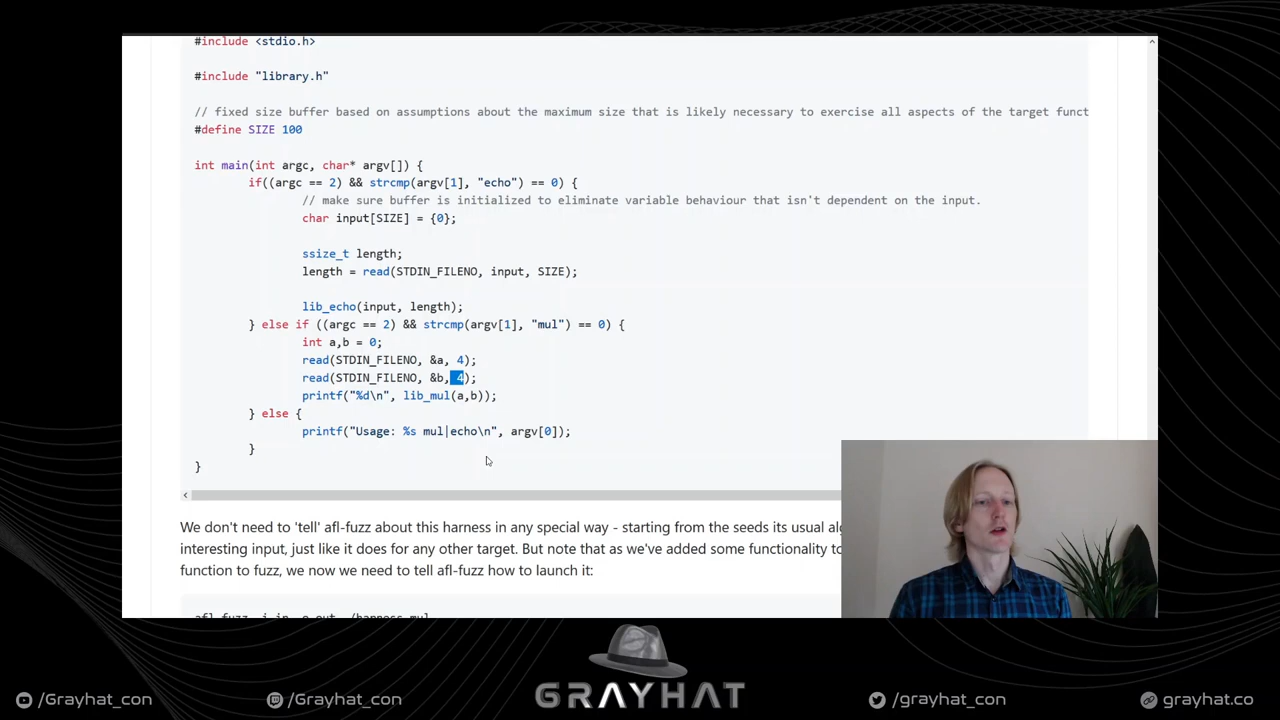 #include <stdio.h>
#include "library.h"
// fixed size buffer based on assumptions about the maximum size that is likely necessary to exercise all aspects of the target funct
#define SIZE 100
int main(int argc, char* argv[]) {
if((argc == 2) && strcmp(argv[1], "echo") == 0) {
// make sure buffer is initialized to eliminate variable behaviour that isn't dependent on the input.
char input[SIZE] = {0};
ssize_t length;
length = read(STDIN_FILENO, input, SIZE);
lib_echo(input, length);
} else if ((argc == 2) && strcmp(argv[1], "mul") == 0) {
int a,b = 0;
read(STDIN_FILENO, &a, 4);
read(STDIN_FILENO, &b, 4);
printf("%d\n", lib_mul(a,b));
} else {
printf("Usage: %s mul|echo\n", argv[0]);
}
}
We don't need to 'tell' afl-fuzz about this harness in any special way - starting from the seeds its usual
interesting input, just like it does for any other target. But note that as we've added some functionality
function to fuzz, we now we need to tell afl-fuzz how to launch it:
GRAYHAT
/Grayhat_con
/Grayhat_con
/grayhat_con
grayhat.co